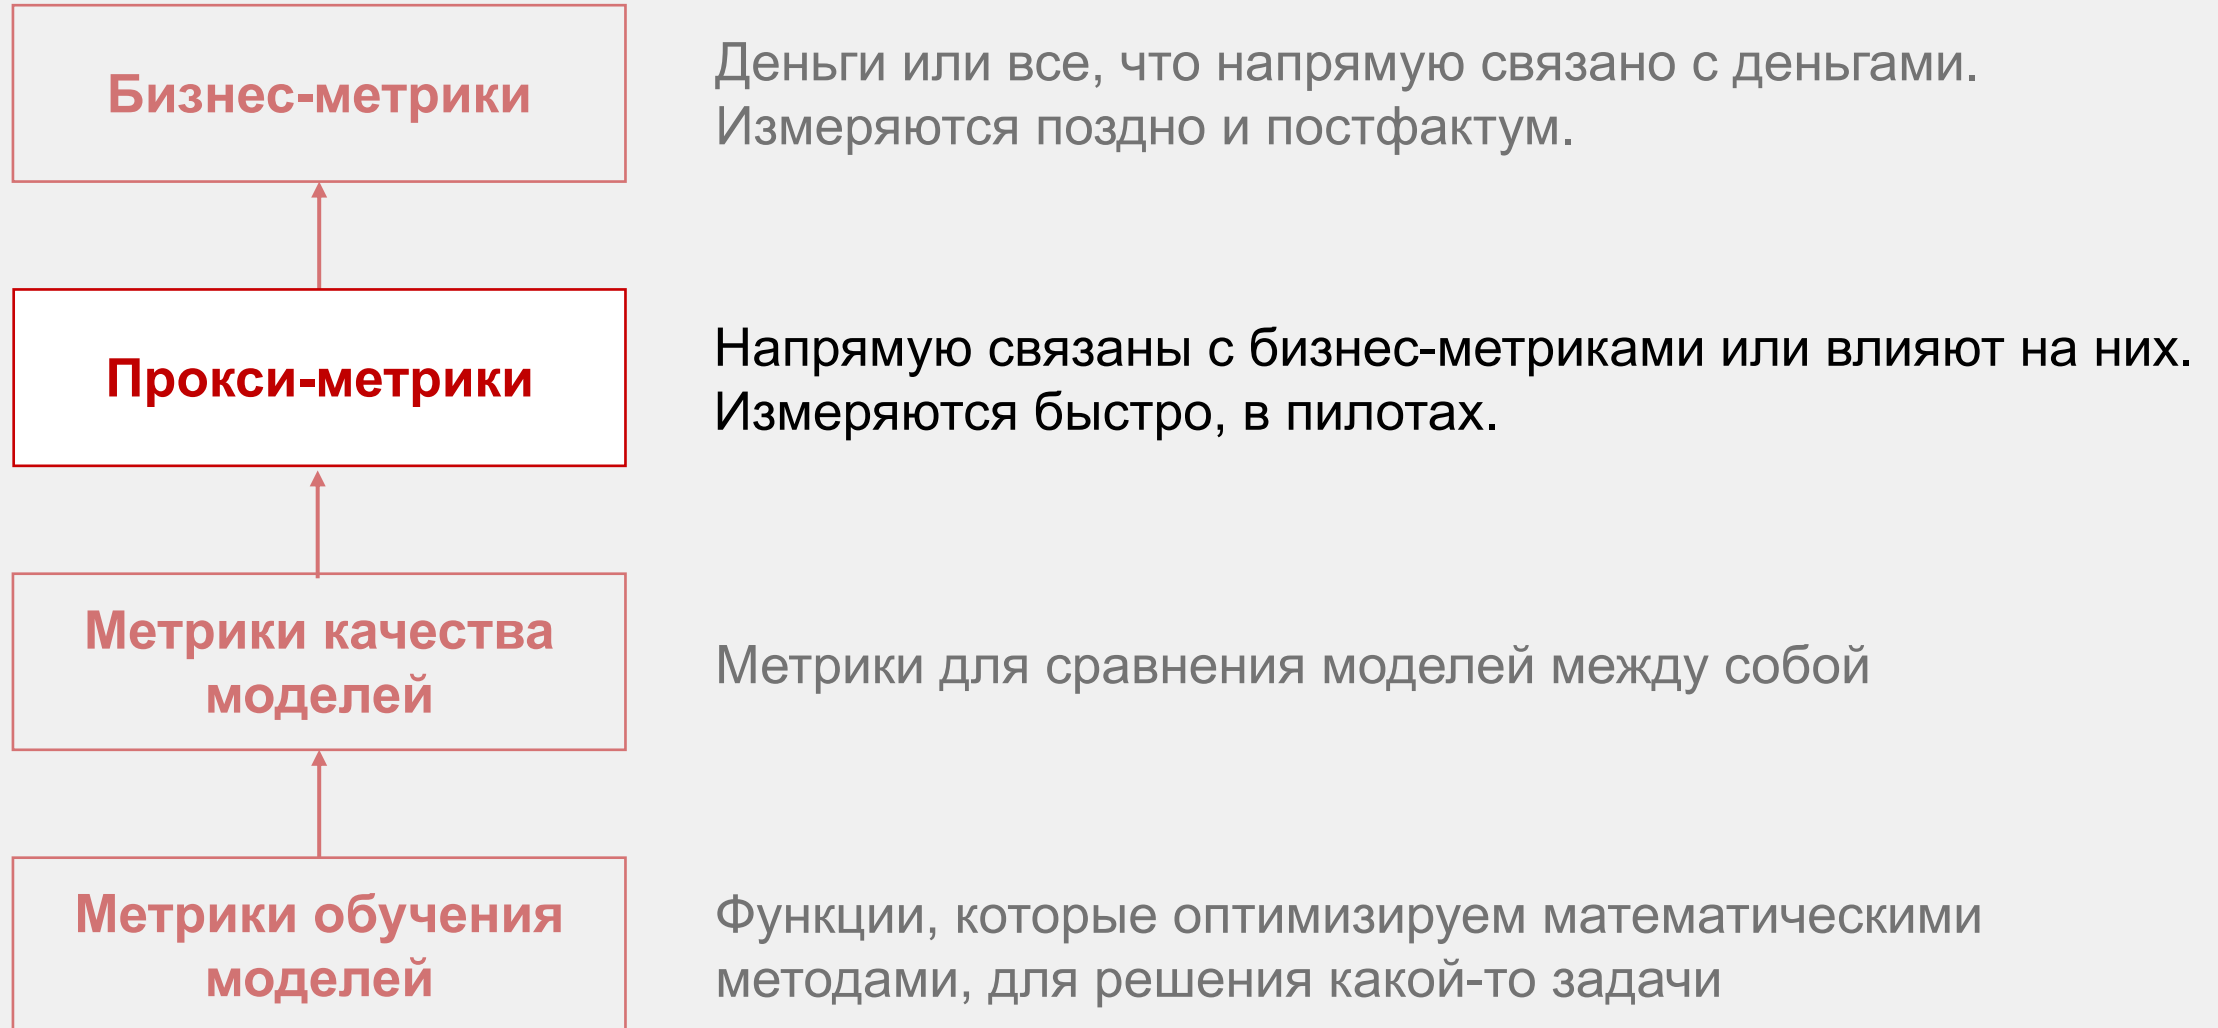 Бизнес-метрики
Деньги или все, что напрямую связано с деньгами.
Измеряются поздно и постфактум.
Прокси-метрики
Напрямую связаны с бизнес-метриками или влияют на них.
Измеряются быстро, в пилотах.
Метрики качества
моделей
Метрики для сравнения моделей между собой
Метрики обучения
моделей
Функции, которые оптимизируем математическими
методами, для решения какой-то задачи